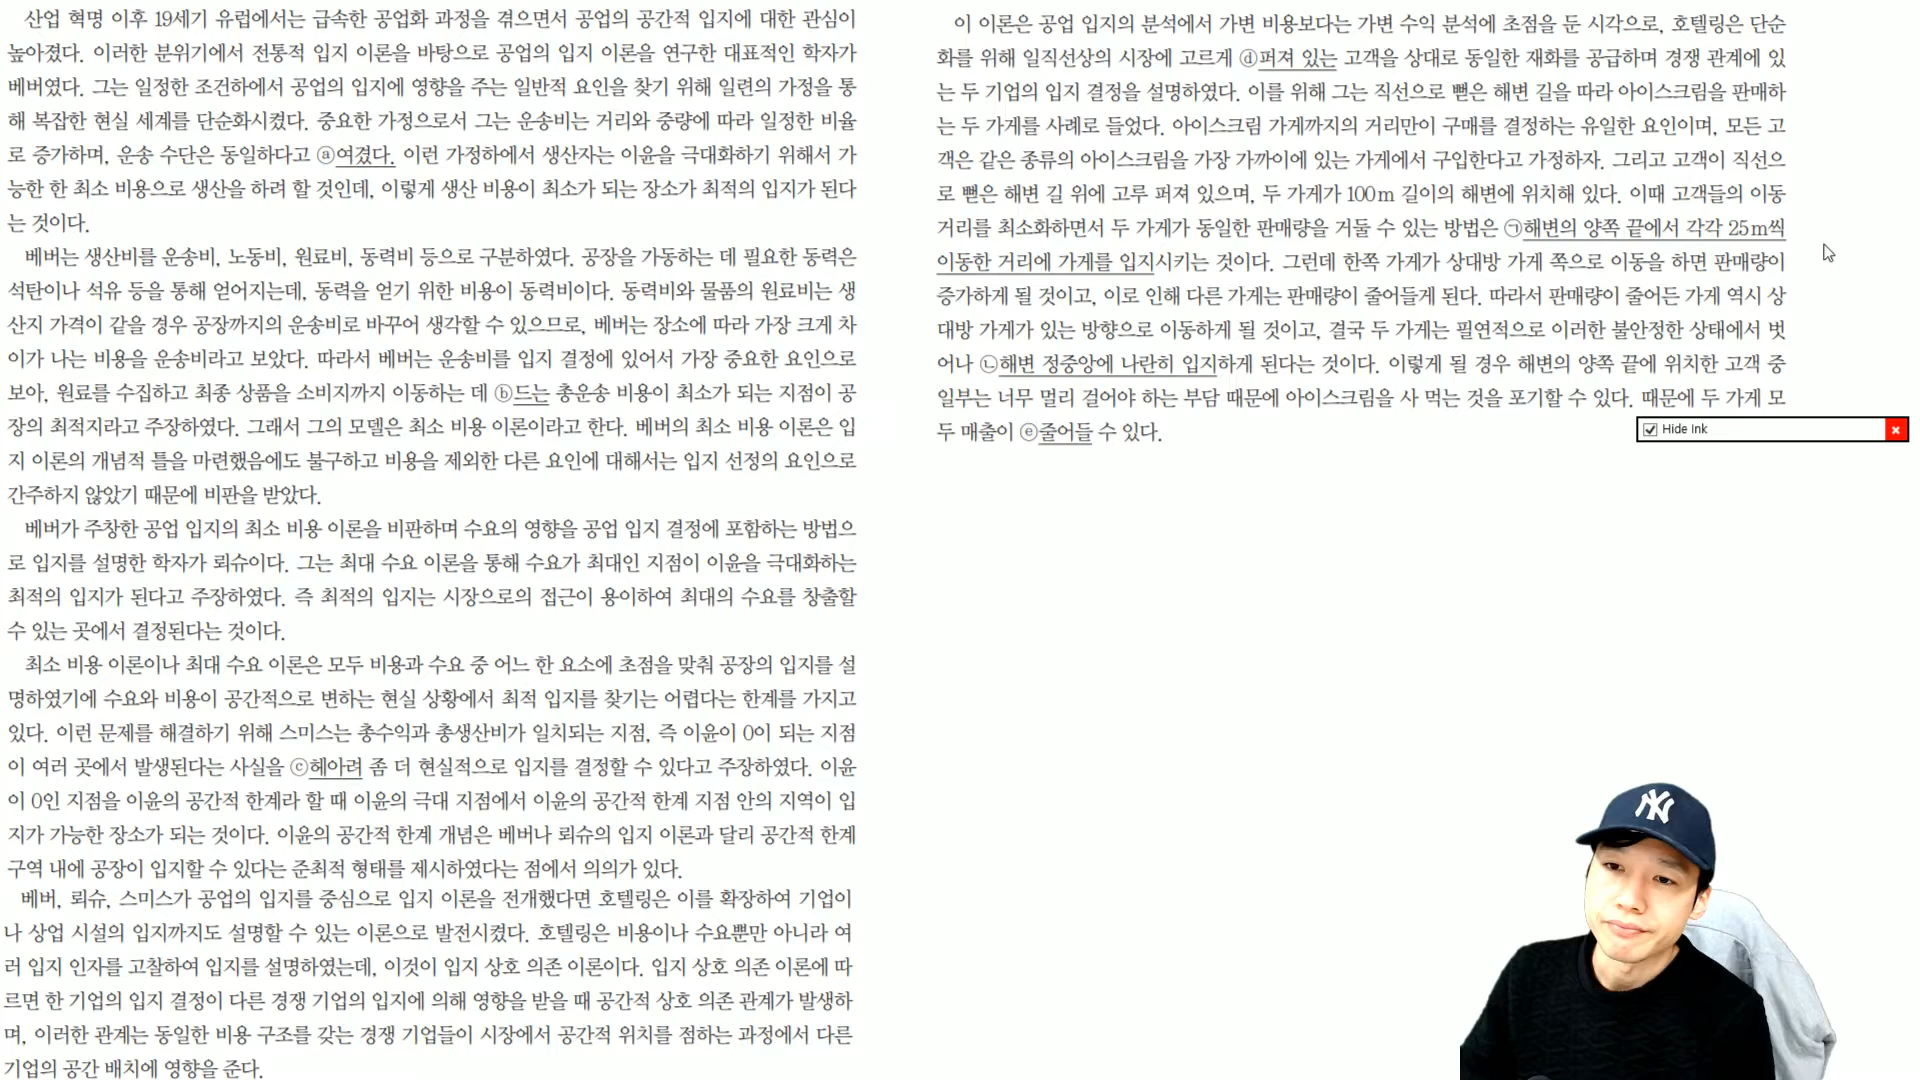 산업 혁명 이후 19세기 유럽에서는 급속한 공업화 과정을 겪으면서 공업의 공간적 입지에 대한 관심이
높아졌다. 이러한 분위기에서 전통적 입지 이론을 바탕으로 공업의 입지 이론을 연구한 대표적인 학자가
베버였다. 그는 일정한 조건하에서 공업의 입지에 영향을 주는 일반적 요인을 찾기 위해 일련의 가정을 통
해 복잡한 현실 세계를 단순화시켰다. 중요한 가정으로서 그는 운송비는 거리와 중량에 따라 일정한 비율
로 증가하며, 운송 수단은 동일하다고 ⓐ여겼다. 이런 가정하에서 생산자는 이윤을 극대화하기 위해서 가
능한 한 최소 비용으로 생산을 하려 할 것인데, 이렇게 생산 비용이 최소가 되는 장소가 최적의 입지가 된다
는 것이다.
베버는 생산비를 운송비, 노동비, 원료비, 동력비 등으로 구분하였다. 공장을 가동하는 데 필요한 동력은
석탄이나 석유 등을 통해 얻어지는데, 동력을 얻기 위한 비용이 동력비이다. 동력비와 물품의 원료비는 생
산지 가격이 같을 경우 공장까지의 운송비로 바꾸어 생각할 수 있으므로, 베버는 장소에 따라 가장 크게 차
이가 나는 비용을 운송비라고 보았다. 따라서 베버는 운송비를 입지 결정에 있어서 가장 중요한 요인으로
보아, 원료를 수집하고 최종 상품을 소비지까지 이동하는 데 ⓑ드는 총운송 비용이 최소가 되는 지점이 공
장의 최적지라고 주장하였다. 그래서 그의 모델은 최소 비용 이론이라고 한다. 베버의 최소 비용 이론은 입
지 이론의 개념적 틀을 마련했음에도 불구하고 비용을 제외한 다른 요인에 대해서는 입지 선정의 요인으로
간주하지 않았기 때문에 비판을 받았다.
베버가 주창한 공업 입지의 최소 비용 이론을 비판하며 수요의 영향을 공업 입지 결정에 포함하는 방법으
로 입지를 설명한 학자가 뢰슈이다. 그는 최대 수요 이론을 통해 수요가 최대인 지점이 이윤을 극대화하는
최적의 입지가 된다고 주장하였다. 즉 최적의 입지는 시장으로의 접근이 용이하여 최대의 수요를 창출할
수 있는 곳에서 결정된다는 것이다.
최소 비용 이론이나 최대 수요 이론은 모두 비용과 수요 중 어느 한 요소에 초점을 맞춰 공장의 입지를 설
명하였기에 수요와 비용이 공간적으로 변하는 현실 상황에서 최적 입지를 찾기는 어렵다는 한계를 가지고
있다. 이런 문제를 해결하기 위해 스미스는 총수익과 총생산비가 일치되는 지점, 즉 이윤이 0이 되는 지점
이 여러 곳에서 발생된다는 사실을 ⓒ헤아려 좀 더 현실적으로 입지를 결정할 수 있다고 주장하였다. 이윤
이 0인 지점을 이윤의 공간적 한계라 할 때 이윤의 극대 지점에서 이윤의 공간적 한계 지점 안의 지역이 입
지가 가능한 장소가 되는 것이다. 이윤의 공간적 한계 개념은 베버나 뢰슈의 입지 이론과 달리 공간적 한계
구역 내에 공장이 입지할 수 있다는 준최적 형태를 제시하였다는 점에서 의의가 있다.
베버, 뢰슈, 스미스가 공업의 입지를 중심으로 입지 이론을 전개했다면 호텔링은 이를 확장하여 기업이
나 상업 시설의 입지까지도 설명할 수 있는 이론으로 발전시켰다. 호텔링은 비용이나 수요뿐만 아니라 여
러 입지 인자를 고찰하여 입지를 설명하였는데, 이것이 입지 상호 의존 이론이다. 입지 상호 의존 이론에 따
르면 한 기업의 입지 결정이 다른 경쟁 기업의 입지에 의해 영향을 받을 때 공간적 상호 의존 관계가 발생하
며, 이러한 관계는 동일한 비용 구조를 갖는 경쟁 기업들이 시장에서 공간적 위치를 점하는 과정에서 다른
기업의 공간 배치에 영향을 준다.
이 이론은 공업 입지의 분석에서 가변 비용보다는 가변 수익 분석에 초점을 둔 시각으로, 호텔링은 단순
화를 위해 일직선상의 시장에 고르게 ⓓ퍼져 있는 고객을 상대로 동일한 재화를 공급하며 경쟁 관계에 있
는 두 기업의 입지 결정을 설명하였다. 이를 위해 그는 직선으로 뻗은 해변 길을 따라 아이스크림을 판매하
는 두 가게를 사례로 들었다. 아이스크림 가게까지의 거리만이 구매를 결정하는 유일한 요인이며, 모든 고
객은 같은 종류의 아이스크림을 가장 가까이에 있는 가게에서 구입한다고 가정하자. 그리고 고객이 직선으
로 뻗은 해변 길 위에 고루 퍼져 있으며, 두 가게가 100m 길이의 해변에 위치해 있다. 이때 고객들의 이동
거리를 최소화하면서 두 가게가 동일한 판매량을 거둘 수 있는 방법은 ㉠해변의 양쪽 끝에서 각각 25m씩
이동한 거리에 가게를 입지시키는 것이다. 그런데 한쪽 가게가 상대방 가게 쪽으로 이동을 하면 판매량이
증가하게 될 것이고, 이로 인해 다른 가게는 판매량이 줄어들게 된다. 따라서 판매량이 줄어든 가게 역시 상
대방 가게가 있는 방향으로 이동하게 될 것이고, 결국 두 가게는 필연적으로 이러한 불안정한 상태에서 벗
어나 ㉡해변 정중앙에 나란히 입지하게 된다는 것이다. 이렇게 될 경우 해변의 양쪽 끝에 위치한 고객 중
일부는 너무 멀리 걸어야 하는 부담 때문에 아이스크림을 사 먹는 것을 포기할 수 있다. 때문에 두 가게 모
두 매출이 ⓔ줄어들 수 있다.
Hide Ink
NY